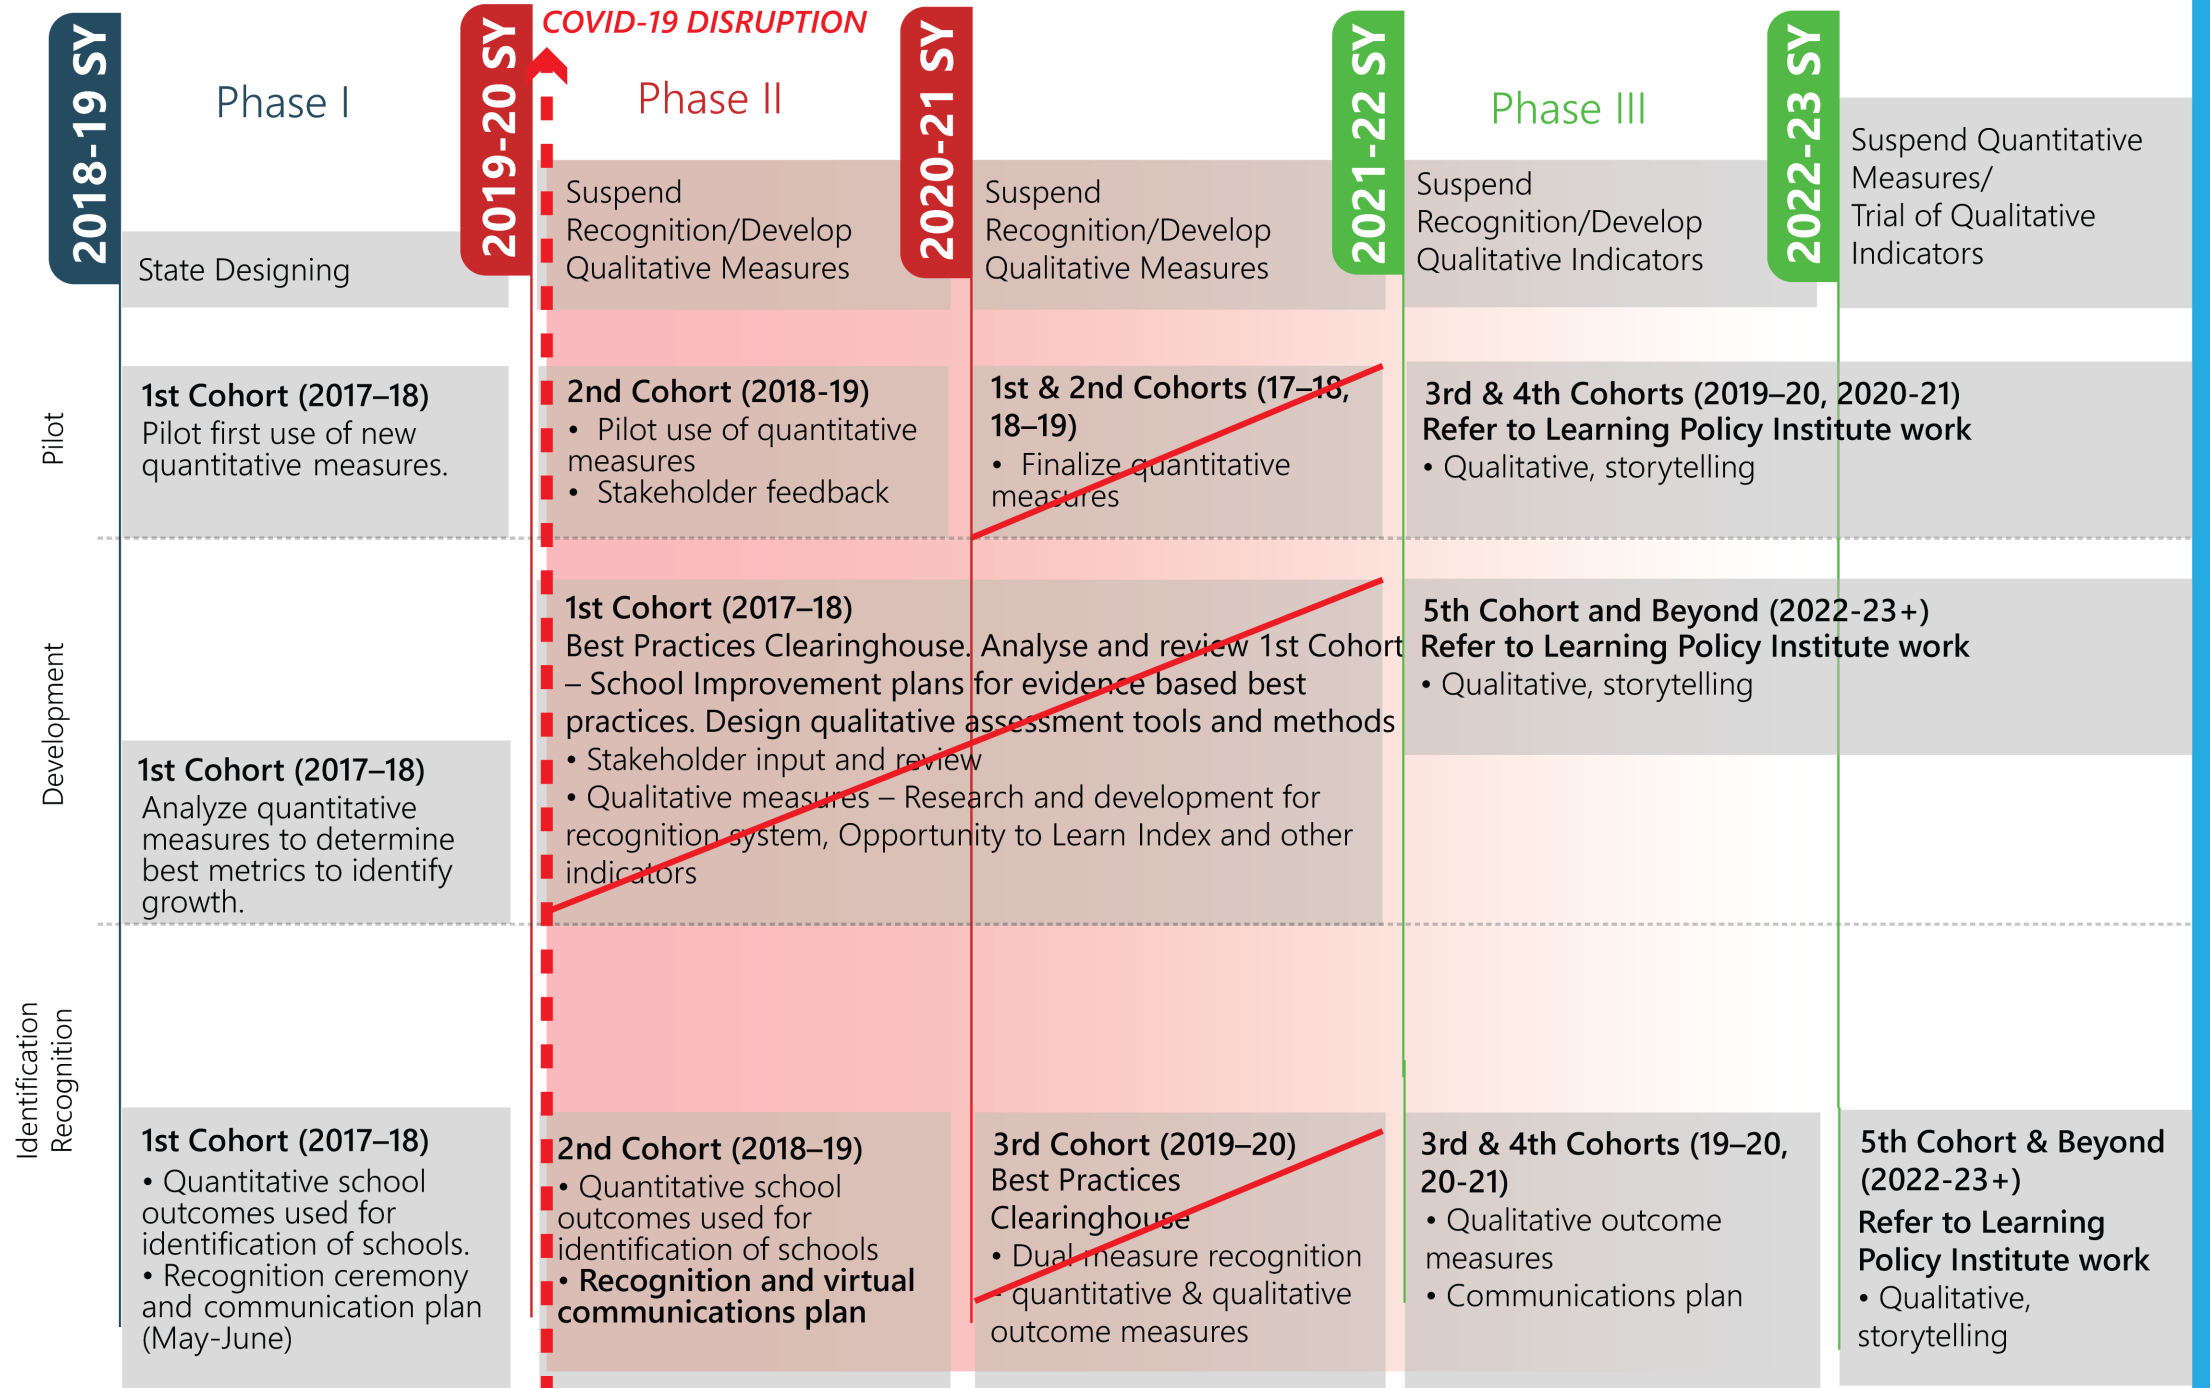 COVID-19 DISRUPTION
2018-19 SY
Phase I
2019-20 SY
Phase II
2020-21 SY
2021-22 SY
Phase III
2022-23 SY
State Designing
Suspend
Recognition/Develop
Qualitative Measures
Suspend
Recognition/Develop
Qualitative Measures
Suspend
Recognition/Develop
Qualitative Indicators
Suspend Quantitative
Measures/
Trial of Qualitative
Indicators
Pilot
1st Cohort (2017–18)
Pilot first use of new
quantitative measures.
2nd Cohort (2018-19)
• Pilot use of quantitative
measures
• Stakeholder feedback
1st & 2nd Cohorts (17–18,
18–19)
• Finalize quantitative
measures
3rd & 4th Cohorts (2019–20, 2020-21)
Refer to Learning Policy Institute work
• Qualitative, storytelling
Development
1st Cohort (2017–18)
Analyze quantitative
measures to determine
best metrics to identify
growth.
1st Cohort (2017–18)
Best Practices Clearinghouse. Analyse and review 1st Cohort
– School Improvement plans for evidence based best
practices. Design qualitative assessment tools and methods
• Stakeholder input and review
• Qualitative measures – Research and development for
recognition system, Opportunity to Learn Index and other
indicators
5th Cohort and Beyond (2022-23+)
Refer to Learning Policy Institute work
• Qualitative, storytelling
Identification
Recognition
1st Cohort (2017–18)
• Quantitative school
outcomes used for
identification of schools.
• Recognition ceremony
and communication plan
(May-June)
2nd Cohort (2018–19)
• Quantitative school
outcomes used for
identification of schools
• Recognition and virtual
communications plan
3rd Cohort (2019–20)
Best Practices
Clearinghouse
• Dual measure recognition
- quantitative & qualitative
outcome measures
3rd & 4th Cohorts (19–20,
20-21)
• Qualitative outcome
measures
• Communications plan
5th Cohort & Beyond
(2022-23+)
Refer to Learning
Policy Institute work
• Qualitative,
storytelling